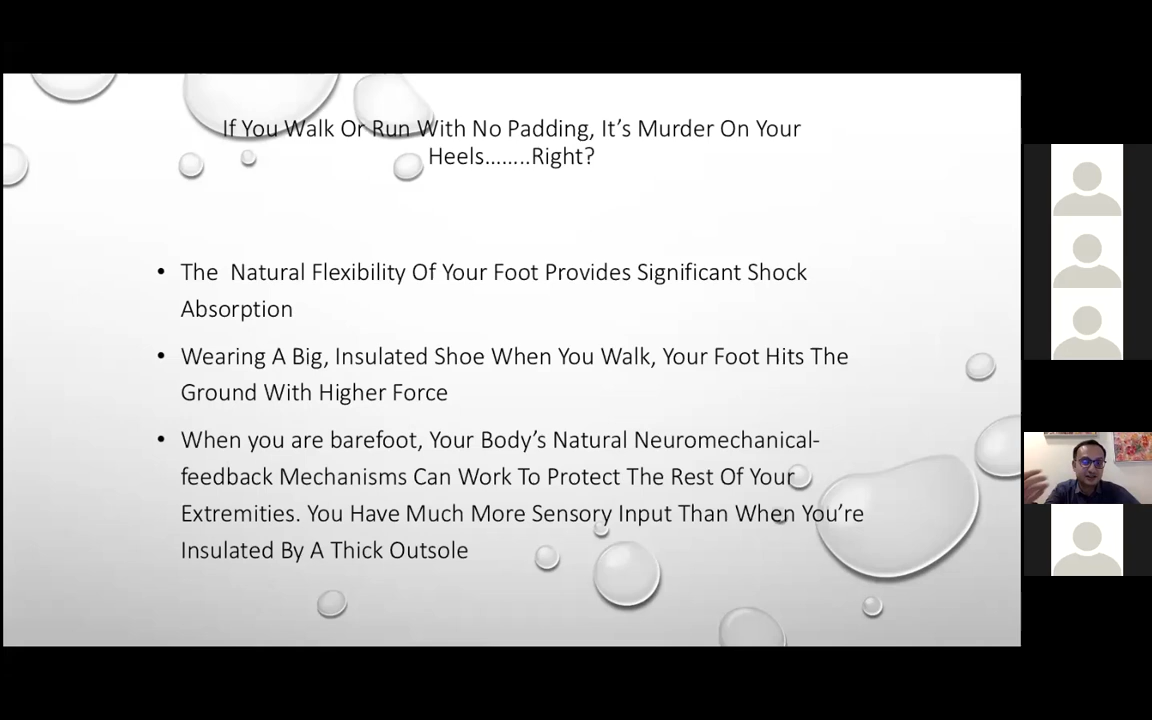 If You Walk Or Run With No Padding, It’s Murder On Your
Heels……..Right?
• The  Natural Flexibility Of Your Foot Provides Significant Shock
Absorption
• Wearing A Big, Insulated Shoe When You Walk, Your Foot Hits The
Ground With Higher Force
• When you are barefoot, Your Body’s Natural Neuromechanical-
feedback Mechanisms Can Work To Protect The Rest Of Your
Extremities. You Have Much More Sensory Input Than When You’re
Insulated By A Thick Outsole